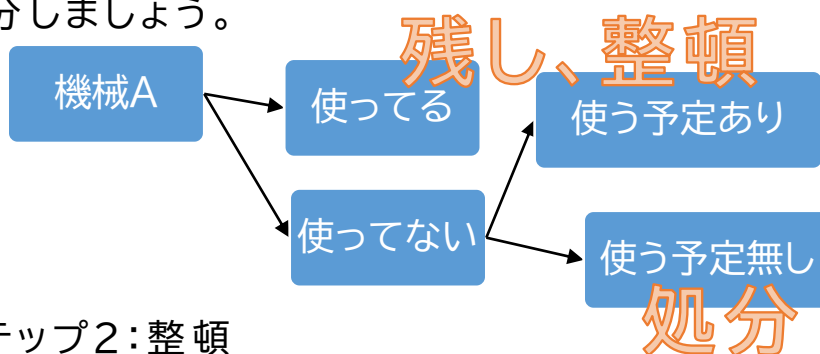 分しましょう。
残し、整頓
機械A
使ってる
使う予定あり
使ってない
使う予定無し
処分
テップ2：整頓